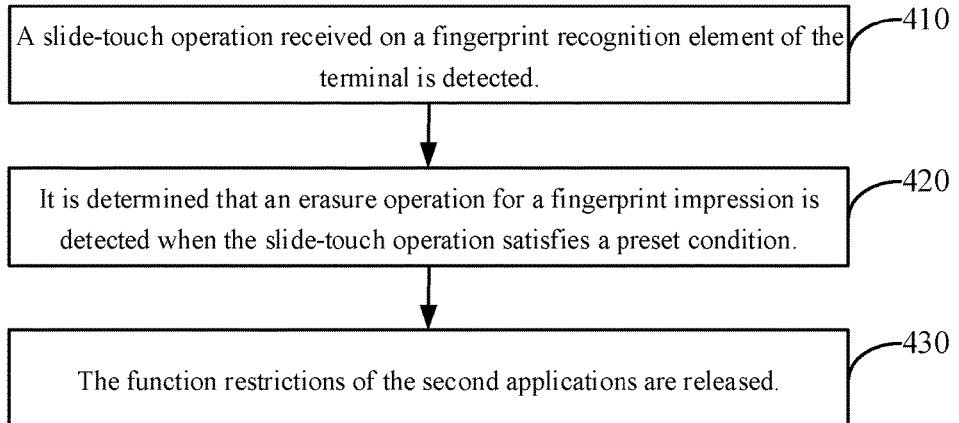 410
A slide-touch operation received on a fingerprint recognition element of the
terminal is detected.
420
It is determined that an erasure operation for a fingerprint impression is
detected when the slide-touch operation satisfies a preset condition.
430
The function restrictions of the second applications are released.